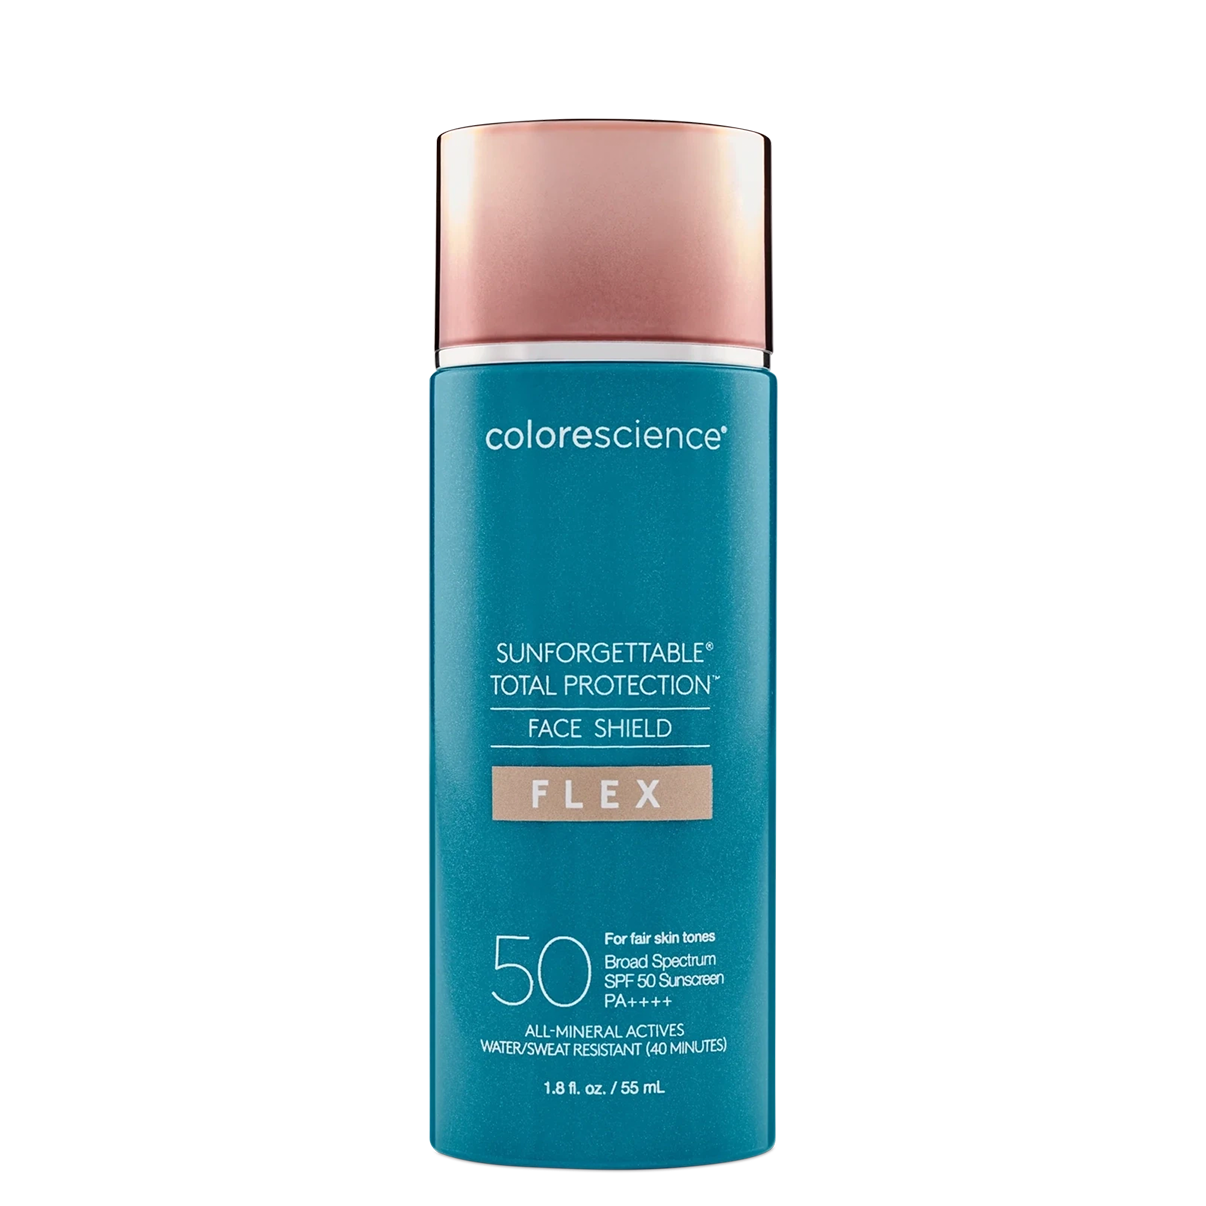 colorescience®
SUNFORGETTABLE®
TOTAL PROTECTION™
FACE SHIELD
FLEX
50
For fair skin tones
Broad Spectrum
SPF 50 Sunscreen
PA++++
ALL-MINERAL ACTIVES
WATER/SWEAT RESISTANT (40 MINUTES)
1.8 fl. oz. / 55 mL